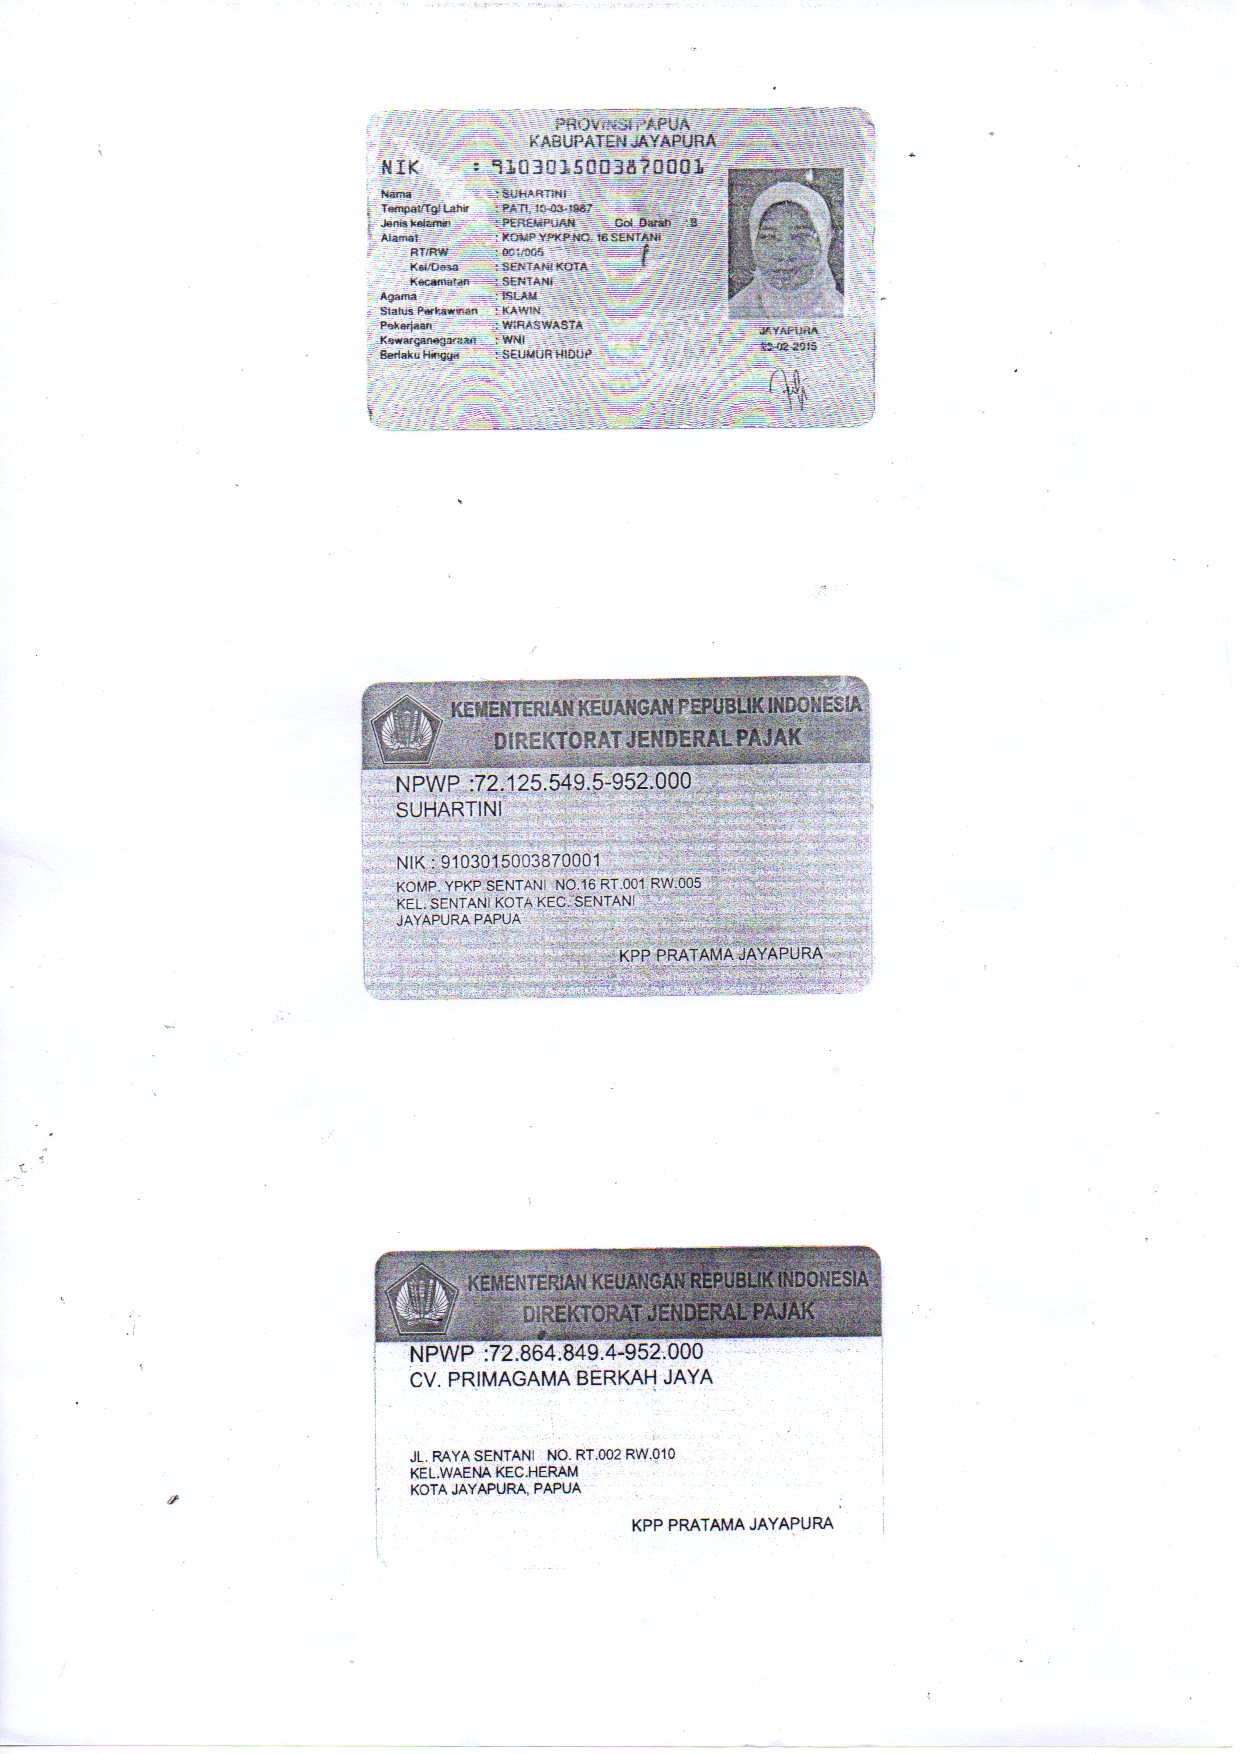 PROVINSI PAPUA
KABUPATEN JAYAPURA
NIK : 9103015003870001
Nama : SUHARTINI
Tempat/Tgl Lahir : PATI, 10-03-1987
Jenis kelamin : PEREMPUAN Gol. Darah : B
Alamat : KOMP YPKP NO. 16 SENTANI
RT/RW : 001/005
Kel/Desa : SENTANI KOTA
Kecamatan : SENTANI
Agama : ISLAM
Status Perkawinan : KAWIN
Pekerjaan : WIRASWASTA
Kewarganegaraan : WNI
Berlaku Hingga : SEUMUR HIDUP
JAYAPURA
02-2015
KEMENTERIAN KEUANGAN REPUBLIK INDONESIA
DIREKTORAT JENDERAL PAJAK
NPWP :72.125.549.5-952.000
SUHARTINI
NIK : 9103015003870001
KOMP. YPKP SENTANI NO.16 RT.001 RW.005
KEL. SENTANI KOTA KEC. SENTANI
JAYAPURA PAPUA
KPP PRATAMA JAYAPURA
KEMENTERIAN KEUANGAN REPUBLIK INDONESIA
DIREKTORAT JENDERAL PAJAK
NPWP :72.864.849.4-952.000
CV. PRIMAGAMA BERKAH JAYA
JL. RAYA SENTANI NO. RT.002 RW.010
KEL.WAENA KEC.HERAM
KOTA JAYAPURA, PAPUA
KPP PRATAMA JAYAPURA